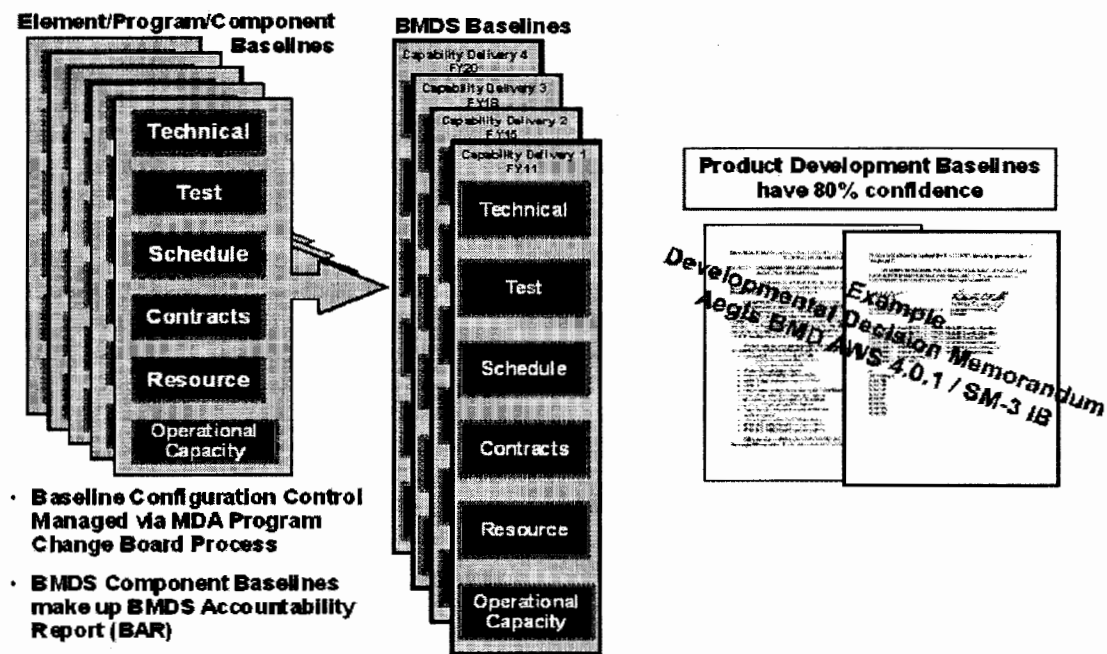 Element/Program/Component
Baselines
Technical
Test
Schedule
Contracts
Resource
Operational
Capacity
• Baseline Configuration Control
Managed via MDA Program
Change Board Process
• BMDS Component Baselines
make up BMDS Accountability
Report (BAR)
BMDS Baselines
Capability Delivery 4
FY20
Capability Delivery 3
FY18
Capability Delivery 2
FY15
Capability Delivery 1
FY11
Technical
Test
Schedule
Contracts
Resource
Operational
Capacity
Product Development Baselines
have 80% confidence
Example
Developmental Decision Memorandum
Aegis BMD AWS 4.0.1 / SM-3 IB